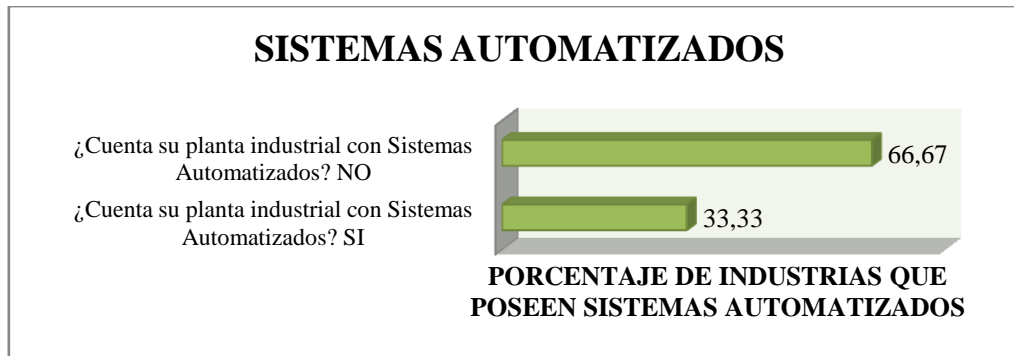 SISTEMAS AUTOMATIZADOS
¿Cuenta su planta industrial con Sistemas
Automatizados? NO
66,67
¿Cuenta su planta industrial con Sistemas
Automatizados? SI
33,33
PORCENTAJE DE INDUSTRIAS QUE
POSEEN SISTEMAS AUTOMATIZADOS